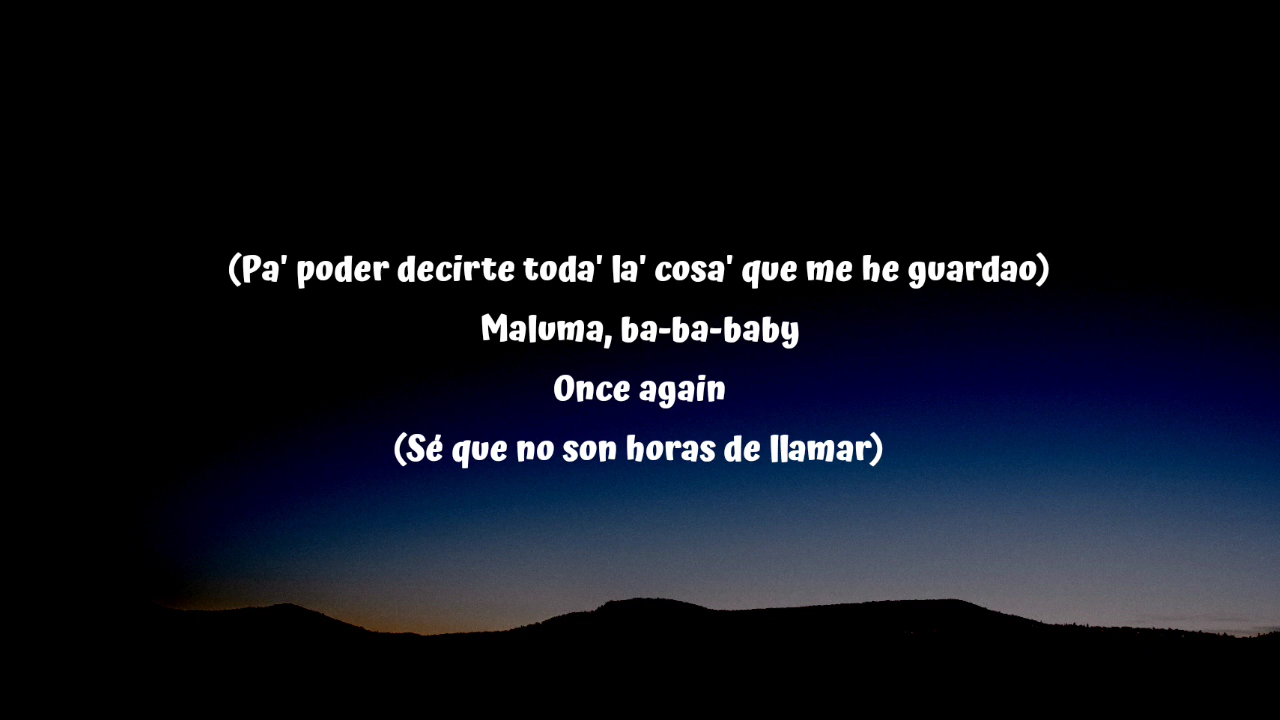 (Pa' poder decirte toda' la' cosa' que me he guardao)
Maluma, ba-ba-baby
Once again
(Sé que no son horas de llamar)